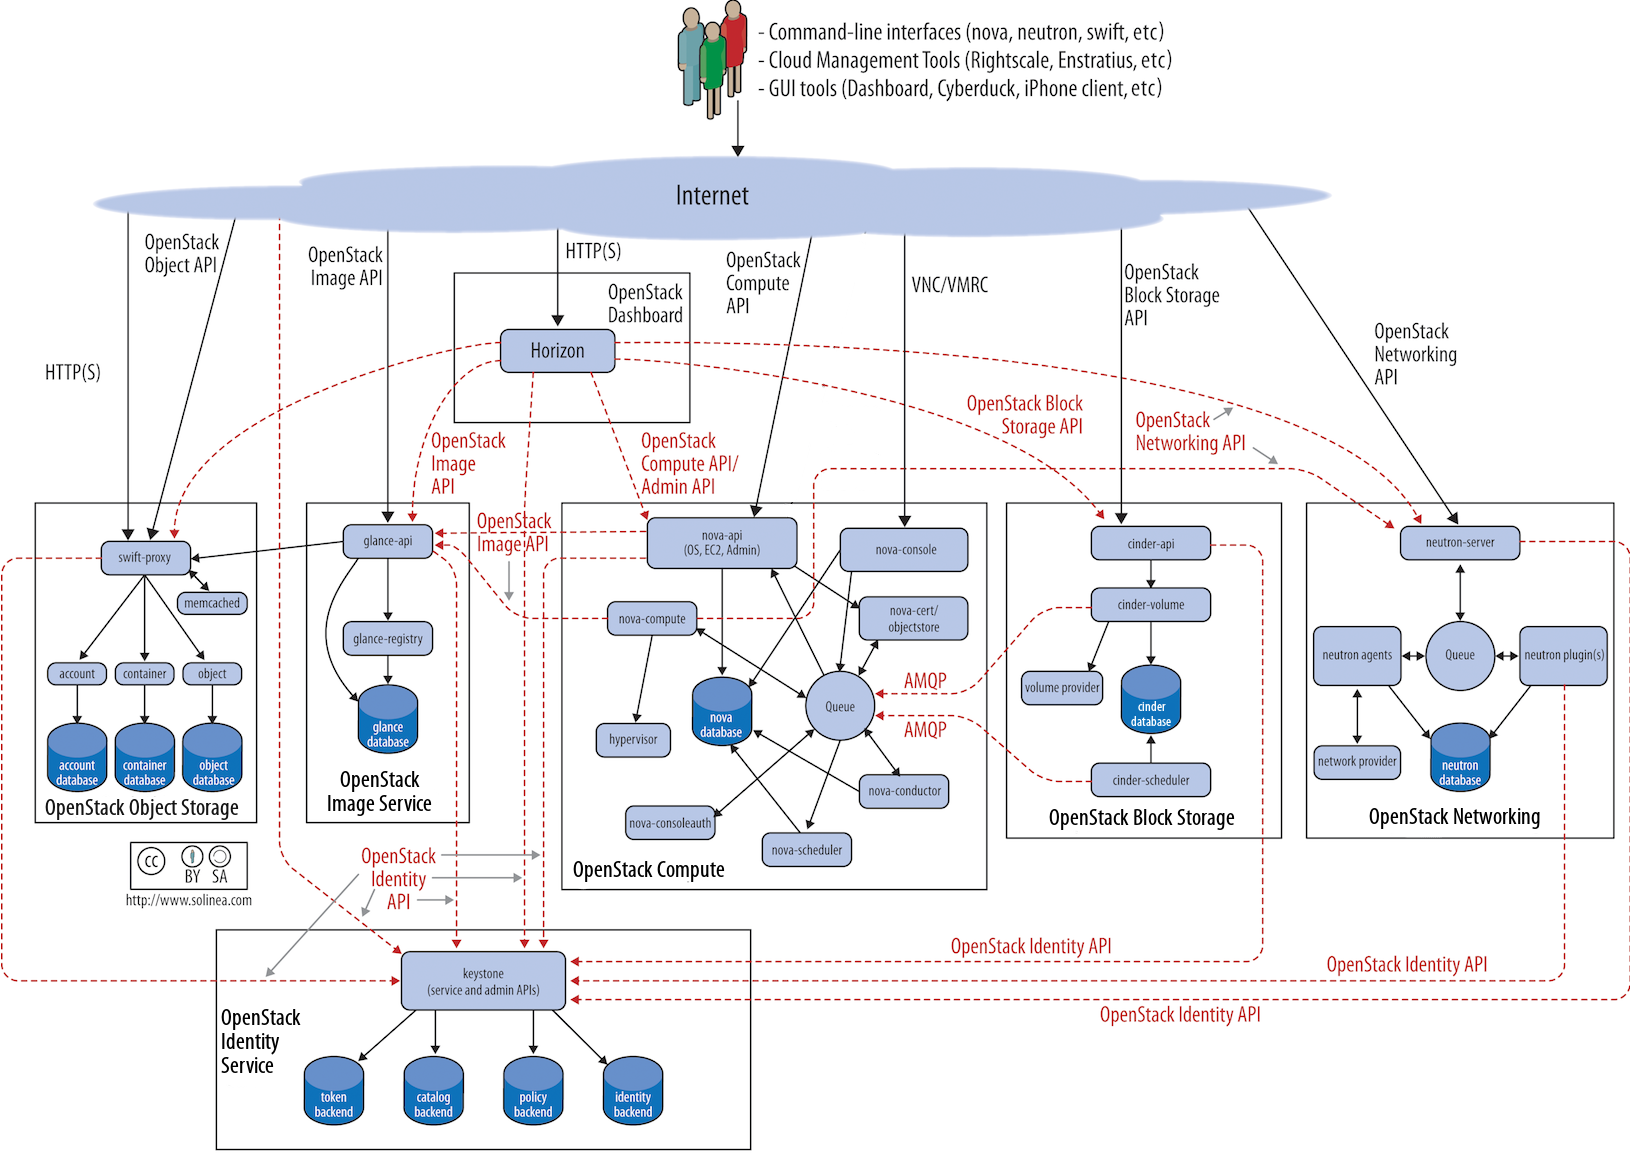 - Command-line interfaces (nova, neutron, swift, etc)
- Cloud Management Tools (Rightscale, Enstratius, etc)
- GUI tools (Dashboard, Cyberduck, iPhone client, etc)
Internet
OpenStack
Object API
OpenStack
Image API
HTTP(S)
OpenStack
Compute
API
VNC/VMRC
OpenStack
Block Storage
API
OpenStack
Networking
API
HTTP(S)
OpenStack
Dashboard
Horizon
OpenStack
Image
API
OpenStack
Compute API/
Admin API
OpenStack Block
Storage API
OpenStack
Networking API
OpenStack
Image API
swift-proxy
memcached
account
container
object
account
database
container
database
object
database
OpenStack Object Storage
glance-api
glance-registry
glance
database
OpenStack
Image Service
nova-api
(OS, EC2, Admin)
nova-console
nova-compute
nova-cert/
objectstore
hypervisor
nova
database
Queue
nova-conductor
nova-consoleauth
nova-scheduler
OpenStack Compute
AMQP
AMQP
cinder-api
cinder-volume
volume provider
cinder
database
cinder-scheduler
OpenStack Block Storage
neutron-server
neutron agents
Queue
neutron plugin(s)
network provider
neutron
database
OpenStack Networking
cc
BY
SA
http://www.solinea.com
OpenStack
Identity
API
OpenStack Identity API
OpenStack Identity API
OpenStack Identity API
keystone
(service and admin APIs)
OpenStack
Identity
Service
token
backend
catalog
backend
policy
backend
identity
backend